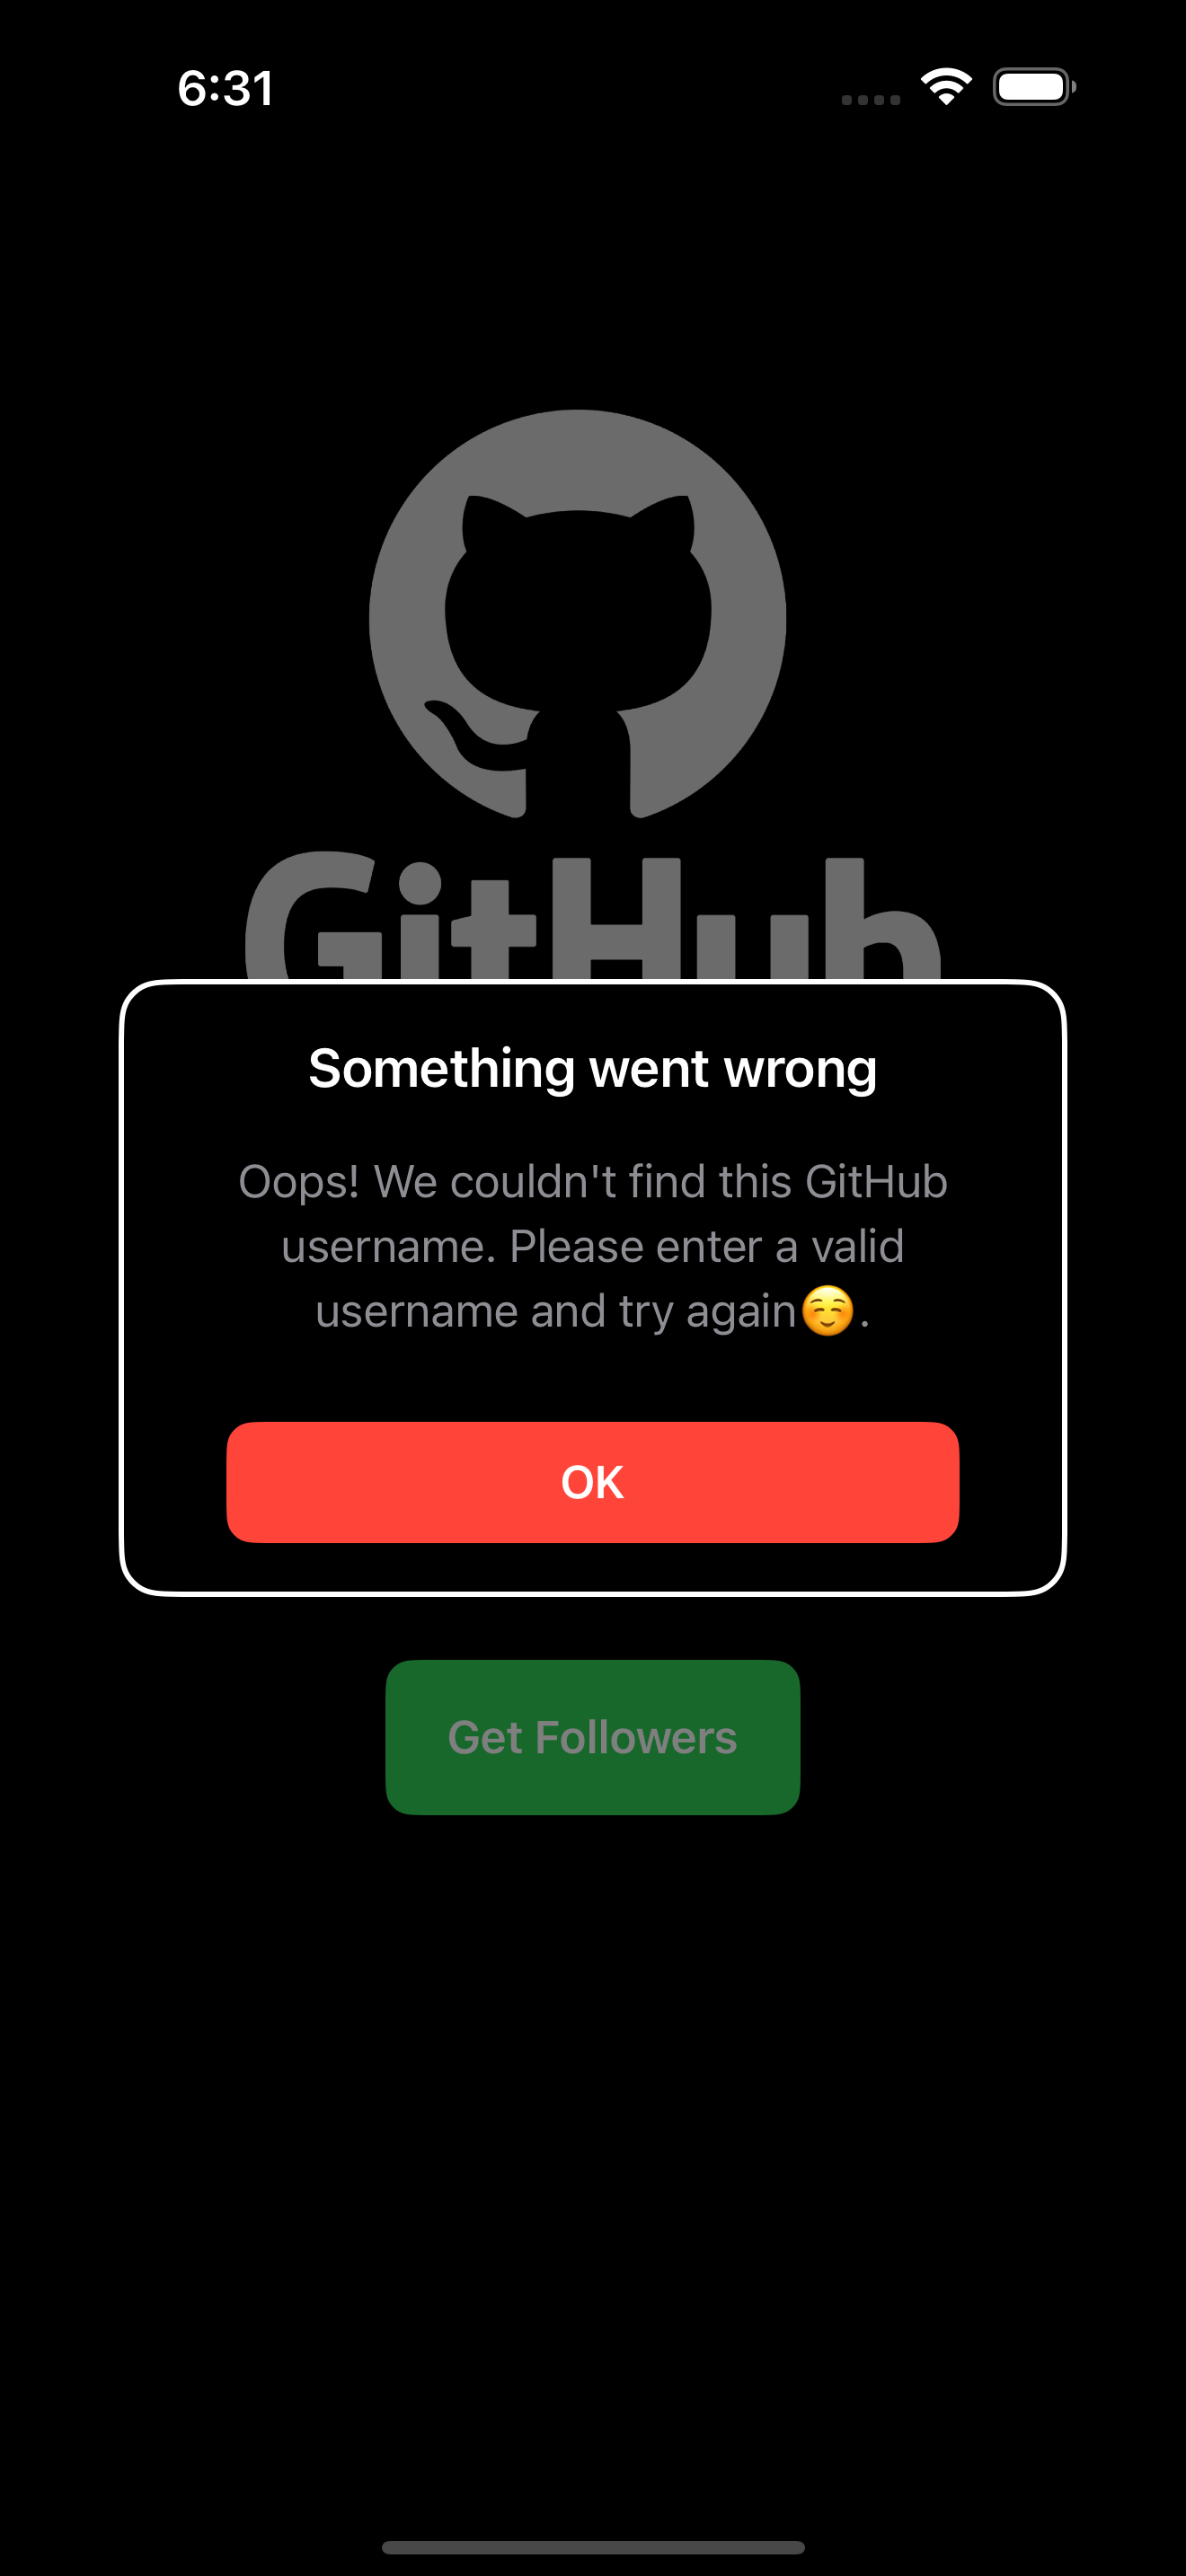 6:31
GitHub
Something went wrong
Oops! We couldn't find this GitHub
username. Please enter a valid
username and try again☺️.
OK
Get Followers